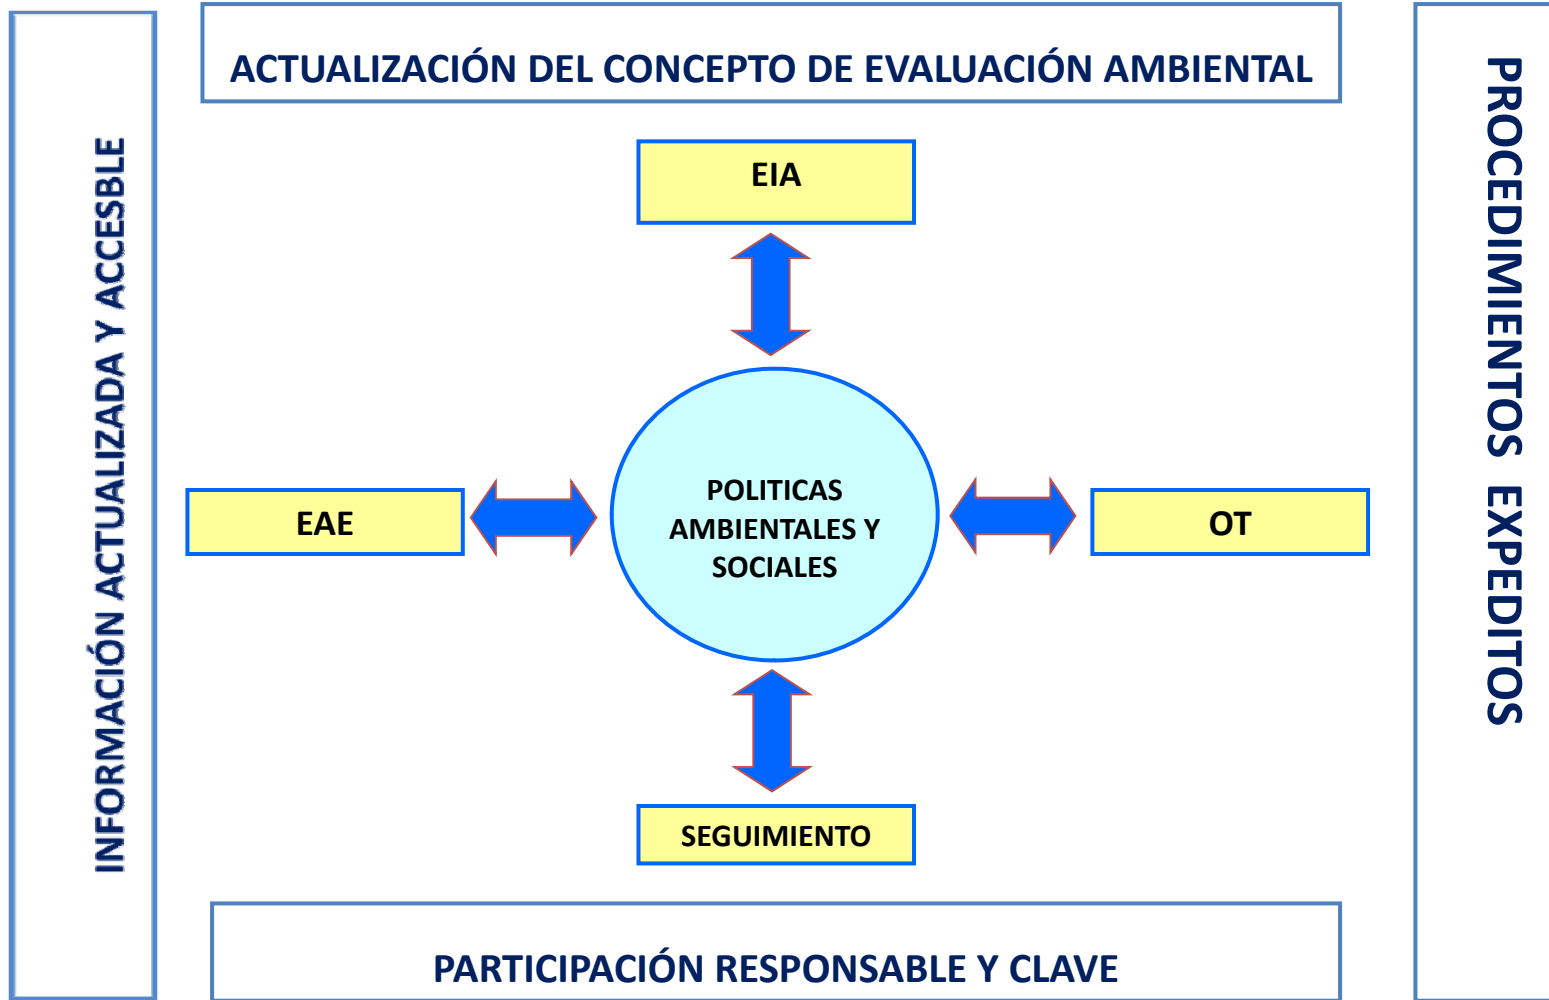 ACTUALIZACIÓN DEL CONCEPTO DE EVALUACIÓN AMBIENTAL
INFORMACIÓN ACTUALIZADA Y ACCESBLE
EIA
EAE
POLITICAS
AMBIENTALES Y
SOCIALES
OT
SEGUIMIENTO
PROCEDIMIENTOS EXPEDITOS
PARTICIPACIÓN RESPONSABLE Y CLAVE